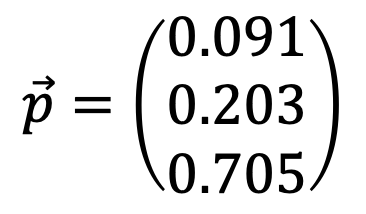 p⃗ = (0.091
0.203
0.705)